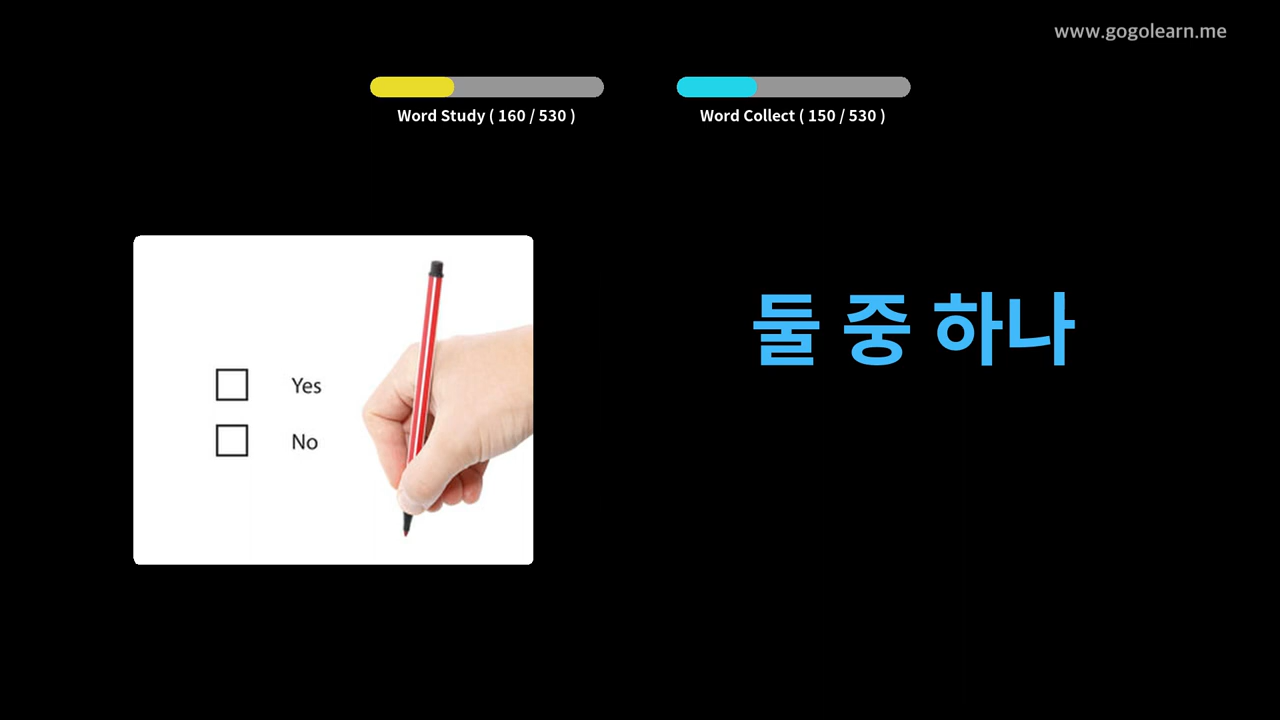 www.gogolearn.me
Word Study ( 160 / 530 )
Word Collect ( 150 / 530 )
Yes
No
둘 중 하나